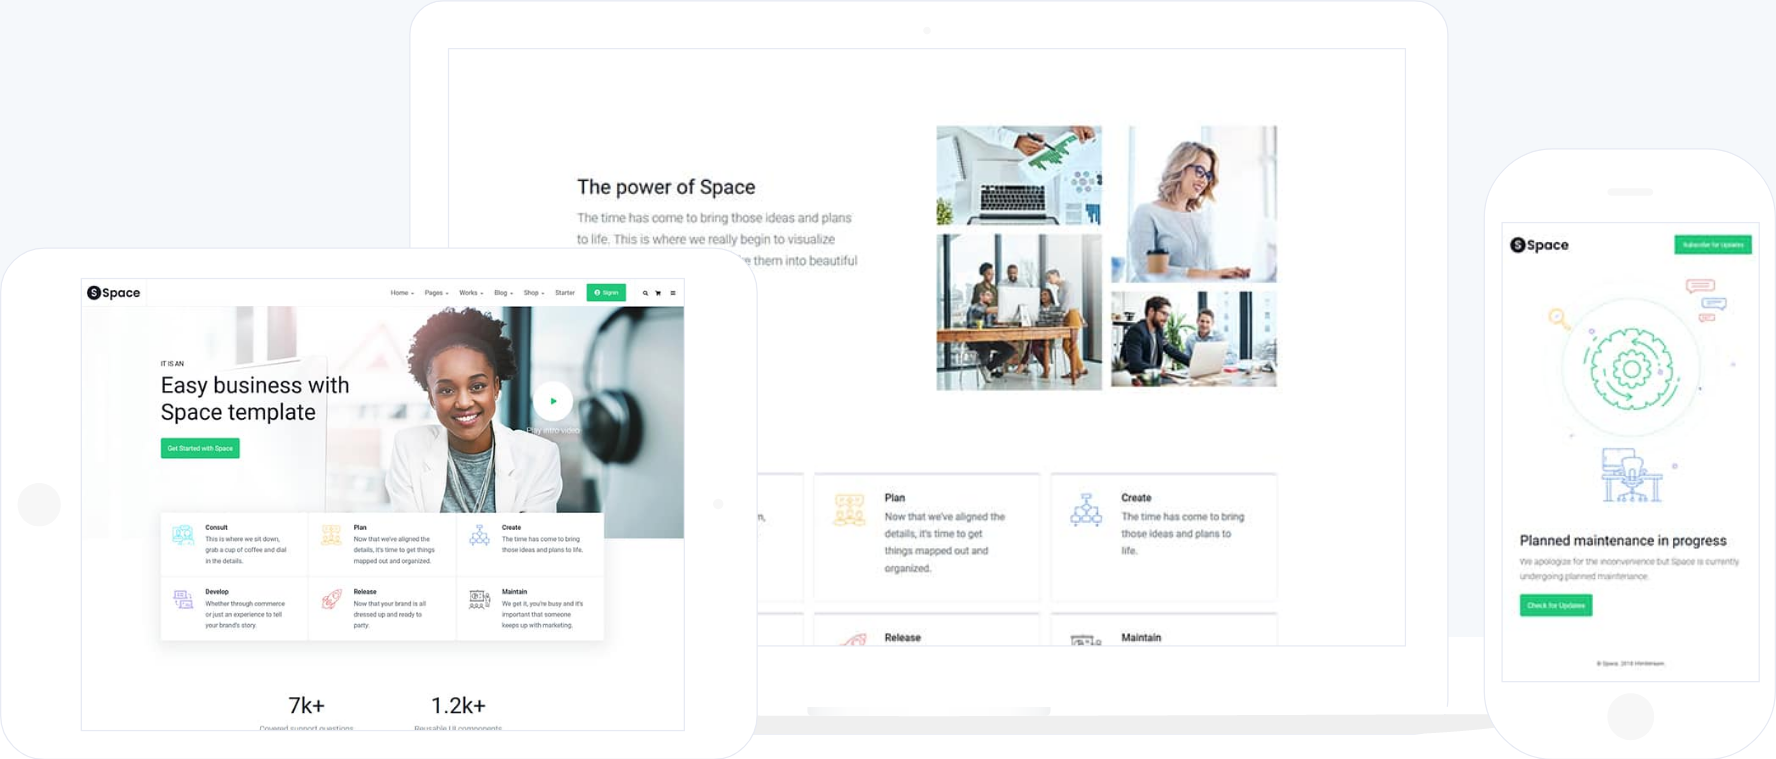 The power of Space
The time has come to bring those ideas and plans
to life. This is where we really begin to visualize
them into beautiful
Plan
Now that we've aligned the
details, it's time to get
things mapped out and
organized.
Create
The time has come to bring
those ideas and plans to
life.
Release
Maintain
Space
Home
Pages
Works
Blog
Shop
Starter
Signin
IT IS AN
Easy business with
Space template
Get Started with Space
Play intro video
Consult
This is where we sit down,
grab a cup of coffee and dial
in the details.
Plan
Now that we've aligned the
details, it's time to get things
mapped out and organized.
Create
The time has come to bring
those ideas and plans to life.
Develop
Whether through commerce
or just an experience to tell
your brand's story.
Release
Now that your brand is all
dressed up and ready to
party.
Maintain
We get it, you're busy and it's
important that someone
keeps up with marketing.
7k+
Covered support questions
1.2k+
Reusable UI components
Space
Subscribe for Updates
Planned maintenance in progress
We apologize for the inconvenience but Space is currently
undergoing planned maintenance.
Check for Updates
© Space. 2018 Htmlstream.